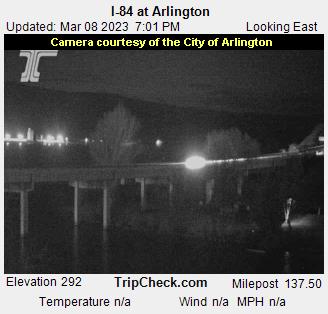 I-84 at Arlington
Updated: Mar 08 2023 7:01 PM Looking East
Camera courtesy of the City of Arlington
Elevation 292 TripCheck.com Milepost 137.50
Temperature n/a Wind n/a MPH n/a